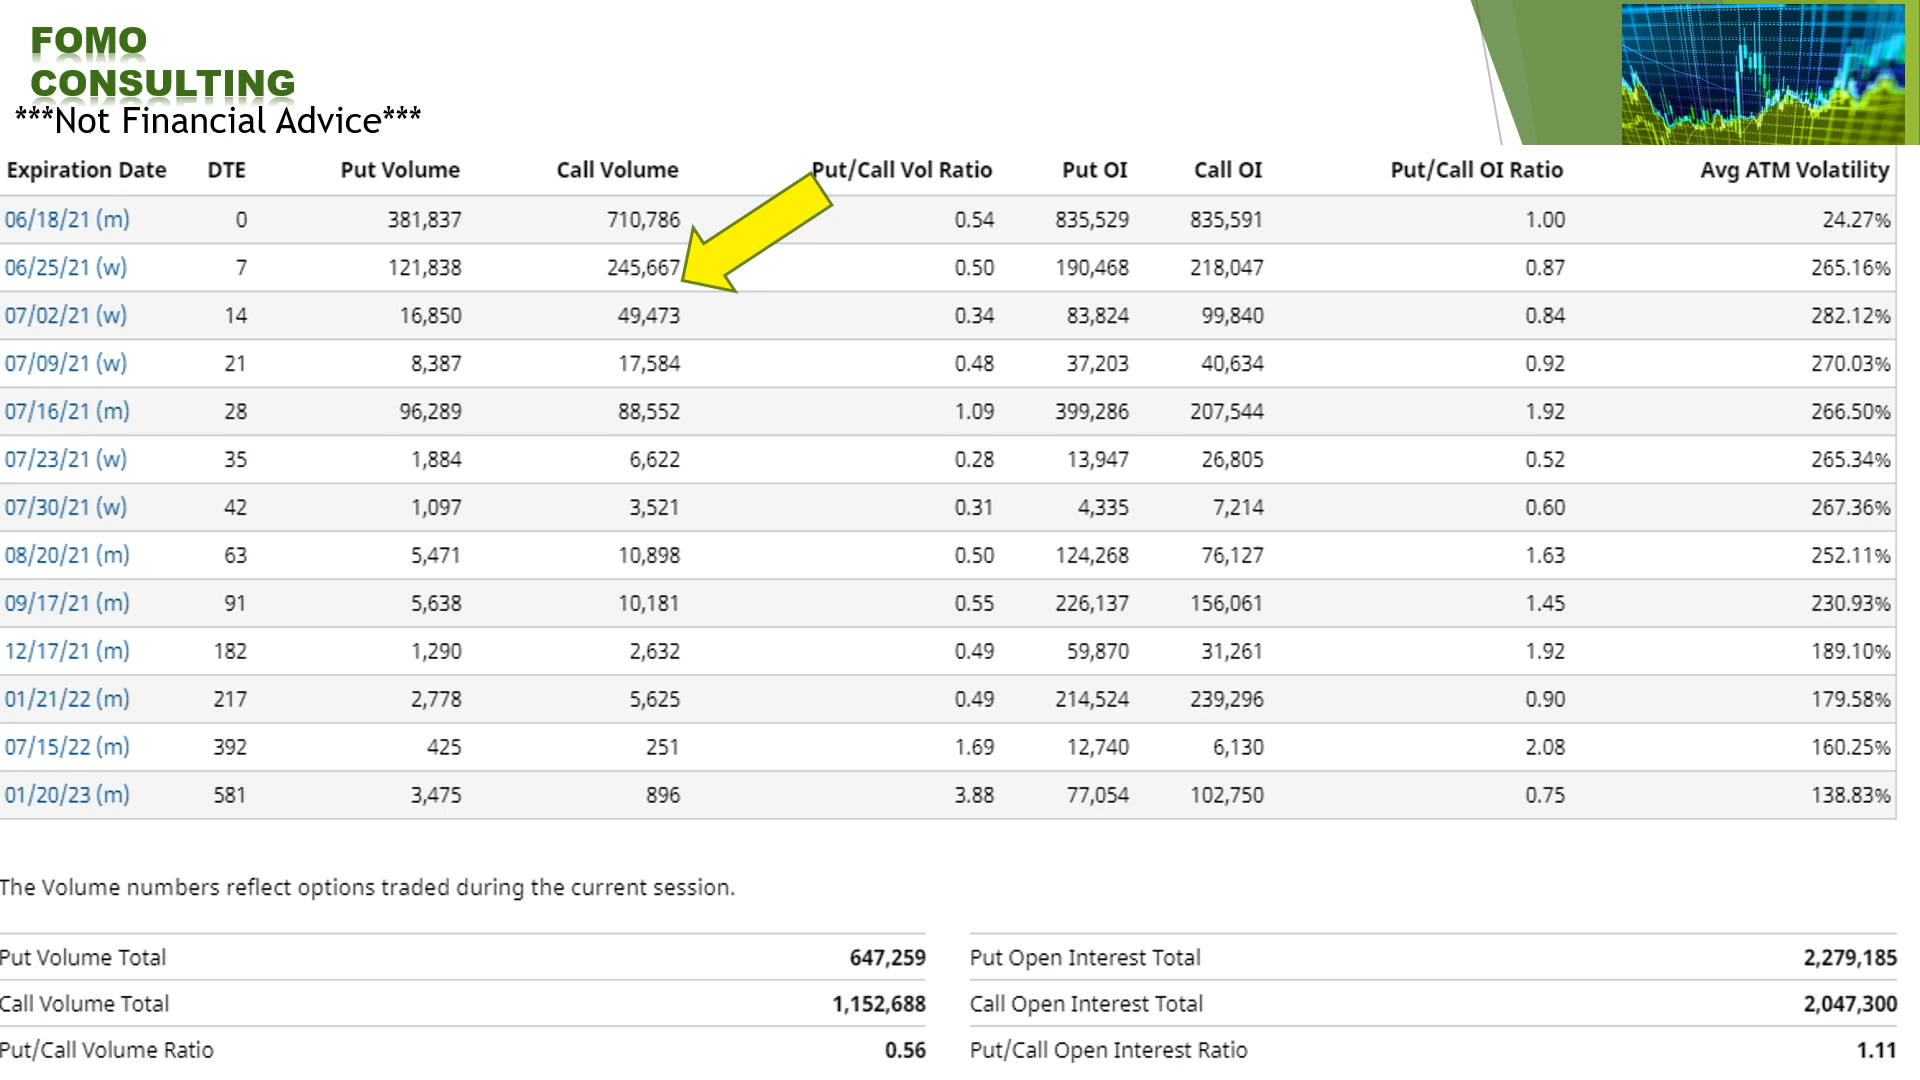 FOMO
CONSULTING
***Not Financial Advice***
Expiration Date DTE Put Volume Call Volume Put/Call Vol Ratio Put OI Call OI Put/Call OI Ratio Avg ATM Volatility
06/18/21 (m) 0 381,837 710,786 0.54 835,529 835,591 1.00 24.27%
06/25/21 (w) 7 121,838 245,667 0.50 190,468 218,047 0.87 265.16%
07/02/21 (w) 14 16,850 49,473 0.34 83,824 99,840 0.84 282.12%
07/09/21 (w) 21 8,387 17,584 0.48 37,203 40,634 0.92 270.03%
07/16/21 (m) 28 96,289 88,552 1.09 399,286 207,544 1.92 266.50%
07/23/21 (w) 35 1,884 6,622 0.28 13,947 26,805 0.52 265.34%
07/30/21 (w) 42 1,097 3,521 0.31 4,335 7,214 0.60 267.36%
08/20/21 (m) 63 5,471 10,898 0.50 124,268 76,127 1.63 252.11%
09/17/21 (m) 91 5,638 10,181 0.55 226,137 156,061 1.45 230.93%
12/17/21 (m) 182 1,290 2,632 0.49 59,870 31,261 1.92 189.10%
01/21/22 (m) 217 2,778 5,625 0.49 214,524 239,296 0.90 179.58%
07/15/22 (m) 392 425 251 1.69 12,740 6,130 2.08 160.25%
01/20/23 (m) 581 3,475 896 3.88 77,054 102,750 0.75 138.83%
The Volume numbers reflect options traded during the current session.
Put Volume Total 647,259 Put Open Interest Total 2,279,185
Call Volume Total 1,152,688 Call Open Interest Total 2,047,300
Put/Call Volume Ratio 0.56 Put/Call Open Interest Ratio 1.11